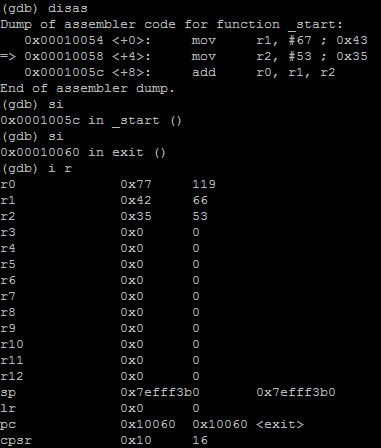 (gdb) disas
Dump of assembler code for function _start:
   0x00010054 <+0>:     mov     r1, #67 ; 0x43
=> 0x00010058 <+4>:     mov     r2, #53 ; 0x35
   0x0001005c <+8>:     add     r0, r1, r2
End of assembler dump.
(gdb) si
0x0001005c in _start ()
(gdb) si
0x00010060 in exit ()
(gdb) i r
r0             0x77     119
r1             0x42     66
r2             0x35     53
r3             0x0      0
r4             0x0      0
r5             0x0      0
r6             0x0      0
r7             0x0      0
r8             0x0      0
r9             0x0      0
r10            0x0      0
r11            0x0      0
r12            0x0      0
sp             0x7efff3b0       0x7efff3b0
lr             0x0      0
pc             0x10060  0x10060 <exit>
cpsr           0x10     16